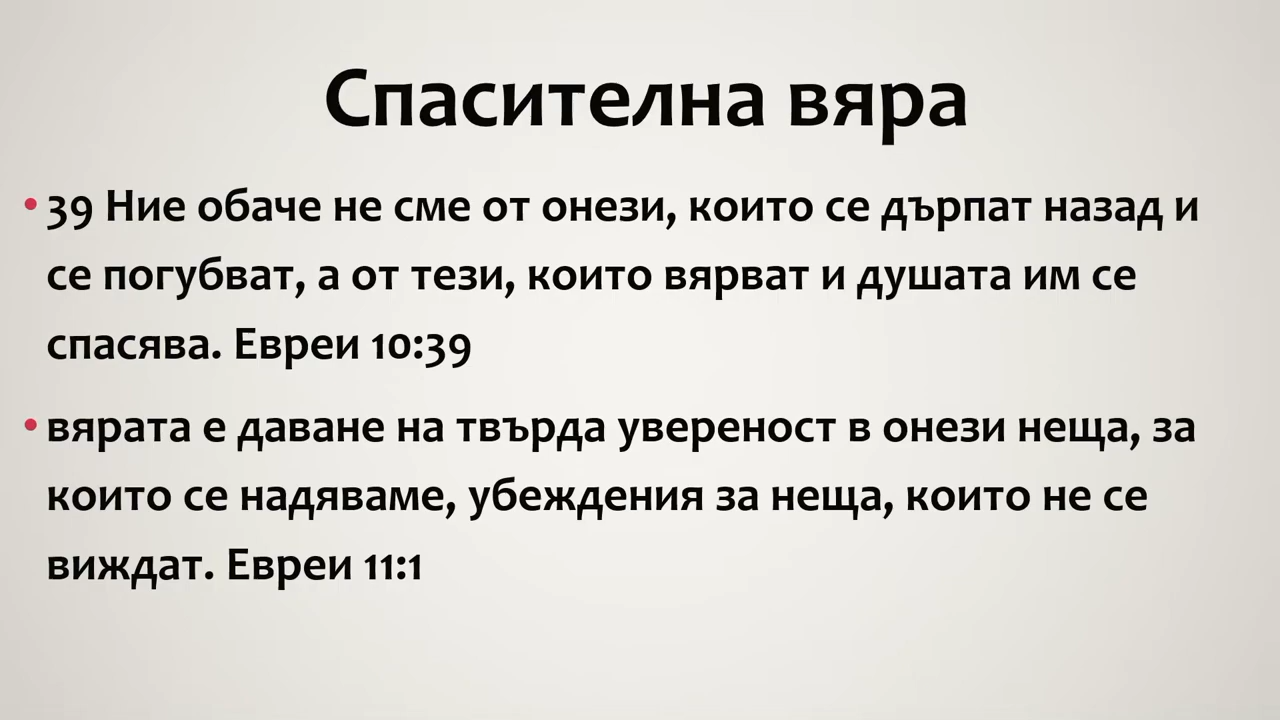 Спасителна вяра
• 39 Ние обаче не сме от онези, които се дърпат назад и
се погубват, а от тези, които вярват и душата им се
спасява. Евреи 10:39
• вярата е даване на твърда увереност в онези неща, за
които се надяваме, убеждения за неща, които не се
виждат. Евреи 11:1